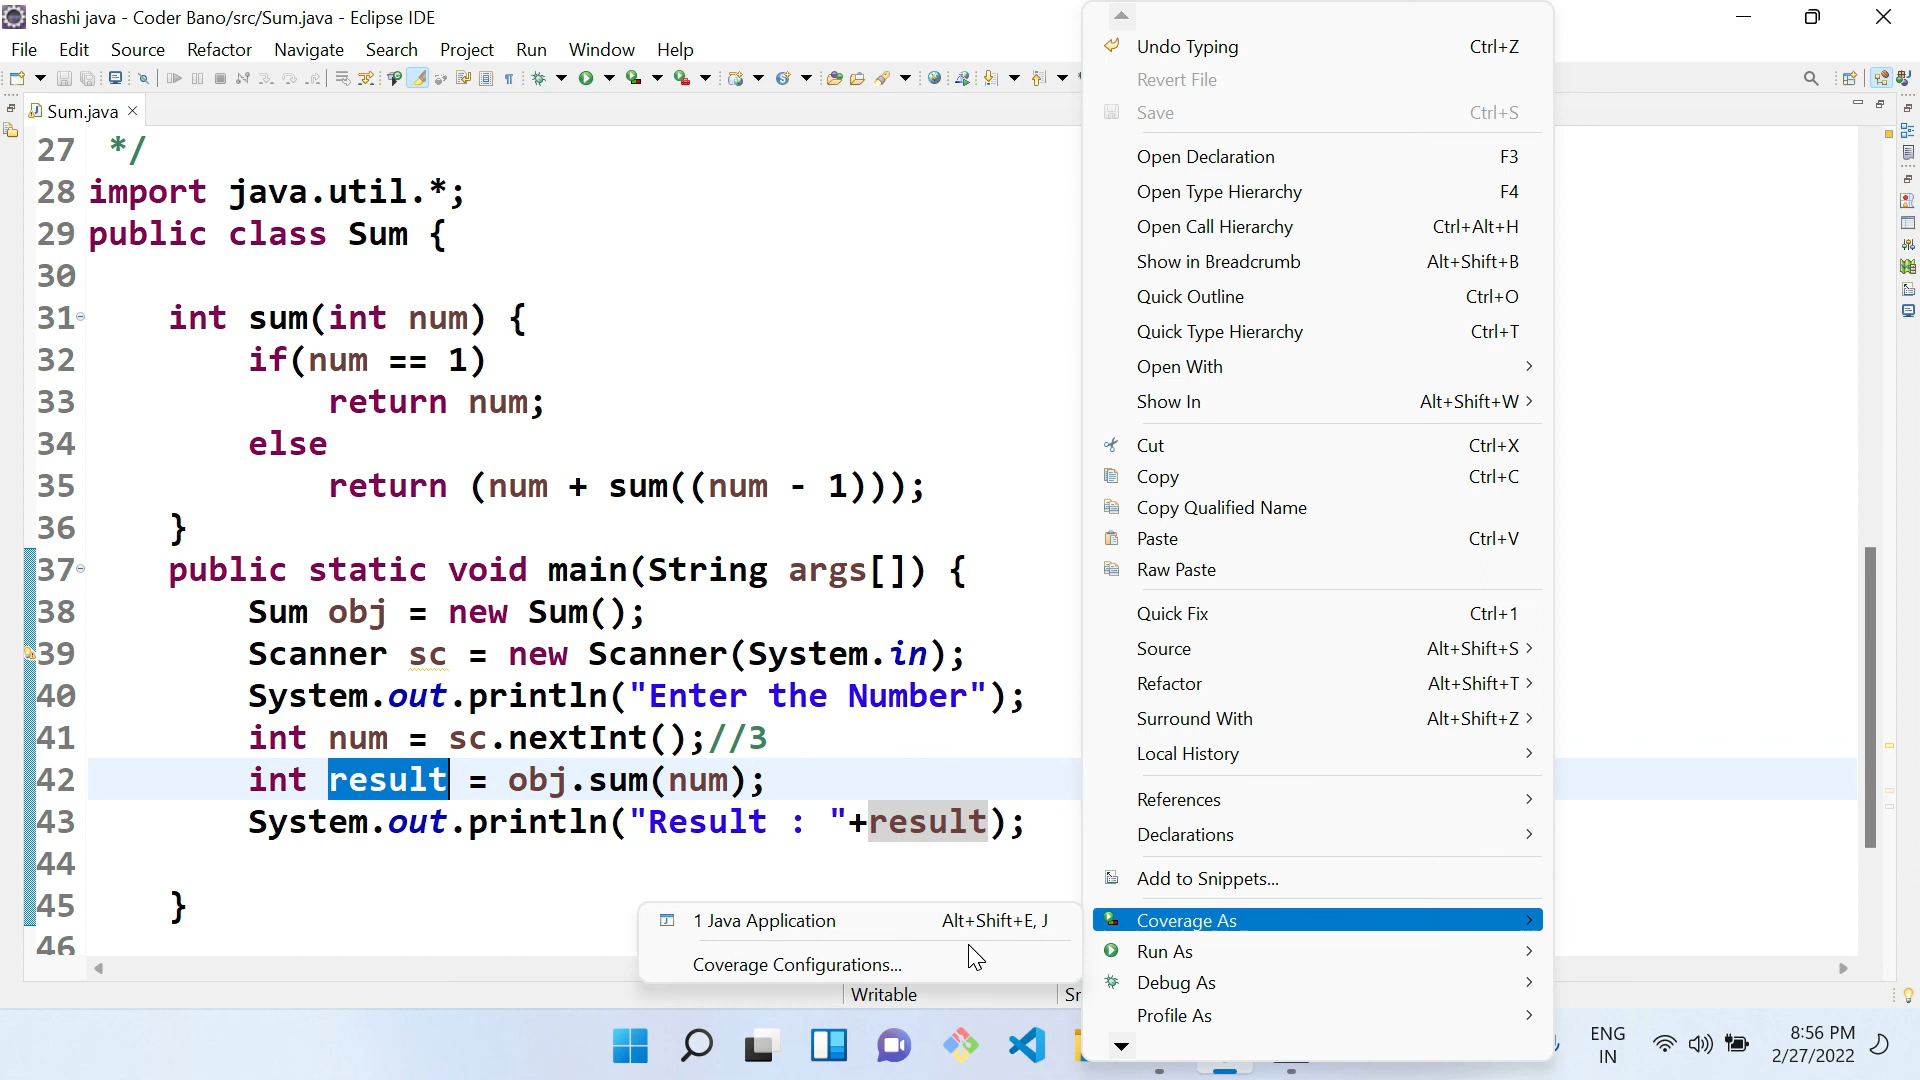 shashi java - Coder Bano/src/Sum.java - Eclipse IDE
File Edit Source Refactor Navigate Search Project Run Window Help
Sum.java
27 */
28 import java.util.*;
29 public class Sum {
30
31 int sum(int num) {
32 if(num == 1)
33 return num;
34 else
35 return (num + sum((num - 1)));
36 }
37 public static void main(String args[]) {
38 Sum obj = new Sum();
39 Scanner sc = new Scanner(System.in);
40 System.out.println("Enter the Number");
41 int num = sc.nextInt();//3
42 int result = obj.sum(num);
43 System.out.println("Result : "+result);
44
45 }
46
Undo Typing Ctrl+Z
Revert File
Save Ctrl+S
Open Declaration F3
Open Type Hierarchy F4
Open Call Hierarchy Ctrl+Alt+H
Show in Breadcrumb Alt+Shift+B
Quick Outline Ctrl+O
Quick Type Hierarchy Ctrl+T
Open With
Show In Alt+Shift+W
Cut Ctrl+X
Copy Ctrl+C
Copy Qualified Name
Paste Ctrl+V
Raw Paste
Quick Fix Ctrl+1
Source Alt+Shift+S
Refactor Alt+Shift+T
Surround With Alt+Shift+Z
Local History
References
Declarations
Add to Snippets...
Coverage As
Run As
Debug As
Profile As
1 Java Application Alt+Shift+E, J
Coverage Configurations...
Writable
ENG
IN
8:56 PM
2/27/2022